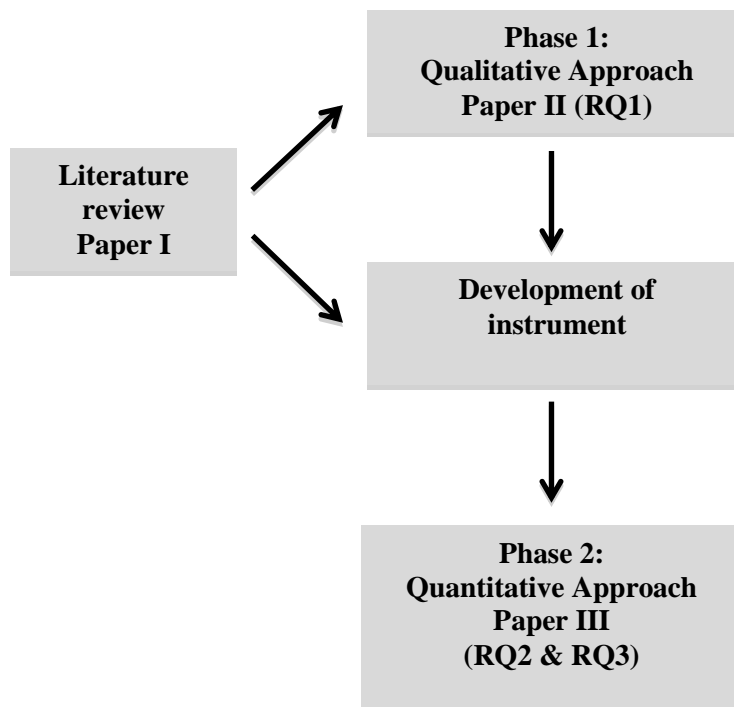 Phase 1:
Qualitative Approach
Paper II (RQ1)
Literature
review
Paper I
Development of
instrument
Phase 2:
Quantitative Approach
Paper III
(RQ2 & RQ3)